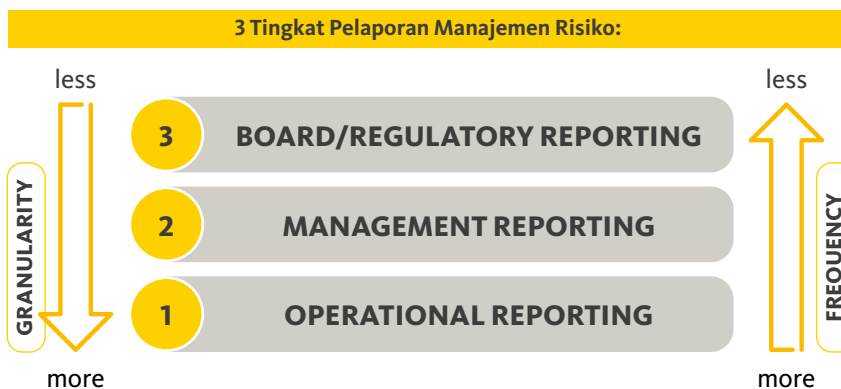 3 Tingkat Pelaporan Manajemen Risiko:
less
less
3 BOARD/REGULATORY REPORTING
GRANULARITY
2 MANAGEMENT REPORTING
FREQUENCY
1 OPERATIONAL REPORTING
more
more